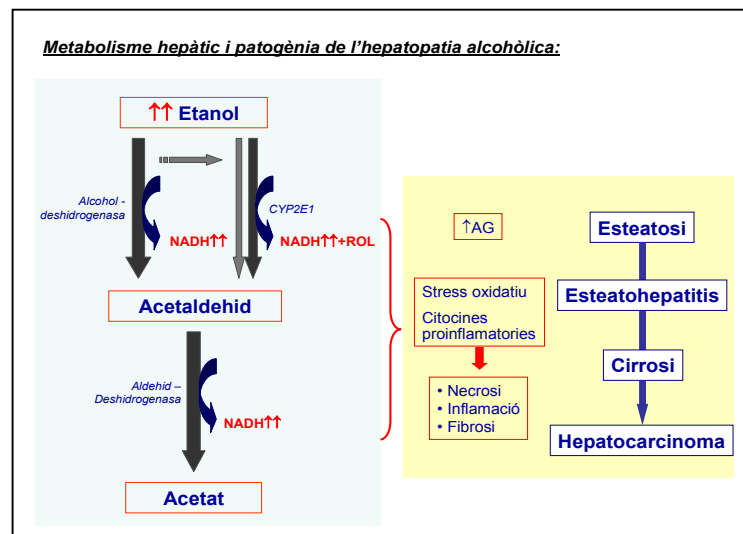 Metabolisme hepàtic i patogènia de l'hepatopatia alcohòlica:
↑↑ Etanol
Alcohol -
deshidrogenasa
NADH↑↑
CYP2E1
NADH↑↑+ROL
Acetaldehid
Aldehid –
Deshidrogenasa
NADH↑↑
Acetat
↑AG
Stress oxidatiu
Citocines
proinflamatories
• Necrosi
• Inflamació
• Fibrosi
Esteatosi
Esteatohepatitis
Cirrosi
Hepatocarcinoma